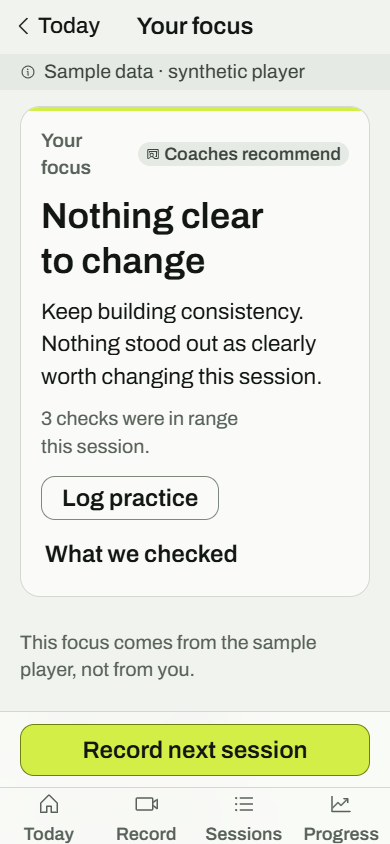 Today
Your focus
Sample data · synthetic player
Your
focus
Coaches recommend
Nothing clear
to change
Keep building consistency.
Nothing stood out as clearly
worth changing this session.
3 checks were in range
this session.
Log practice
What we checked
This focus comes from the sample
player, not from you.
Record next session
Today
Record
Sessions
Progress